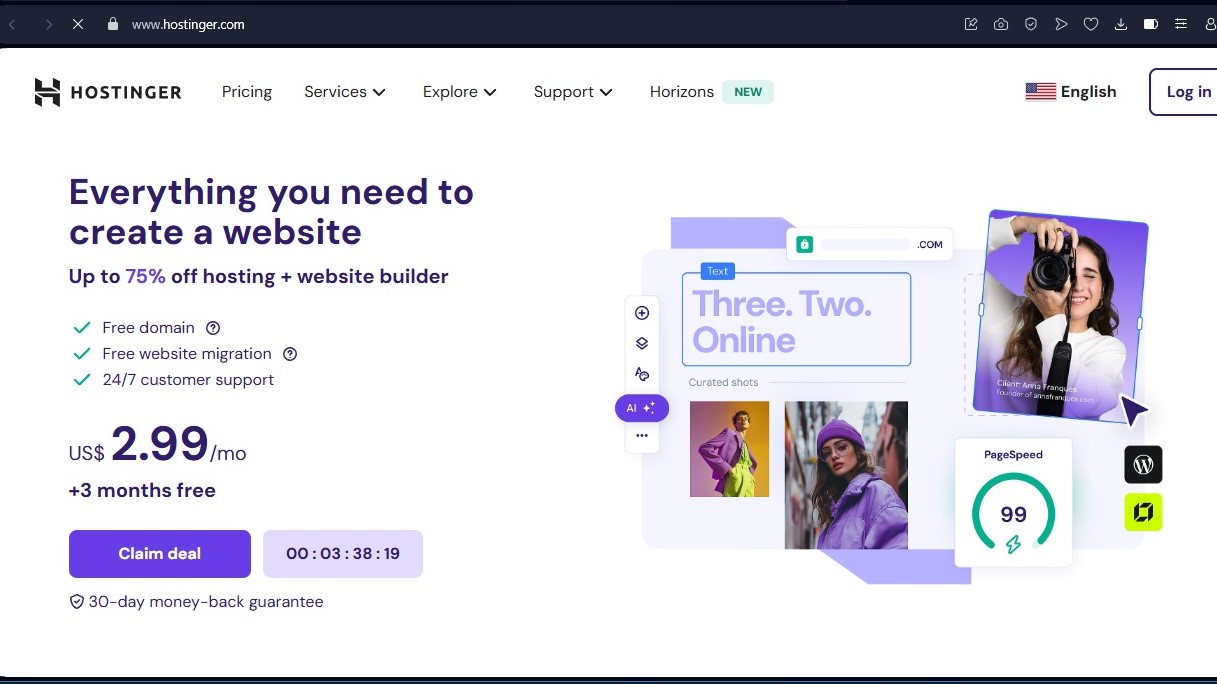 www.hostinger.com
HOSTINGER
Pricing
Services
Explore
Support
Horizons
NEW
English
Log in
Everything you need to
create a website
Up to 75% off hosting + website builder
Free domain
Free website migration
24/7 customer support
US$ 2.99/mo
+3 months free
Claim deal
00 : 03 : 38 : 19
30-day money-back guarantee
.COM
Text
Three. Two.
Online
Curated shots
AI
Client: Anna Franques
Founder of annafranques.com
PageSpeed
99